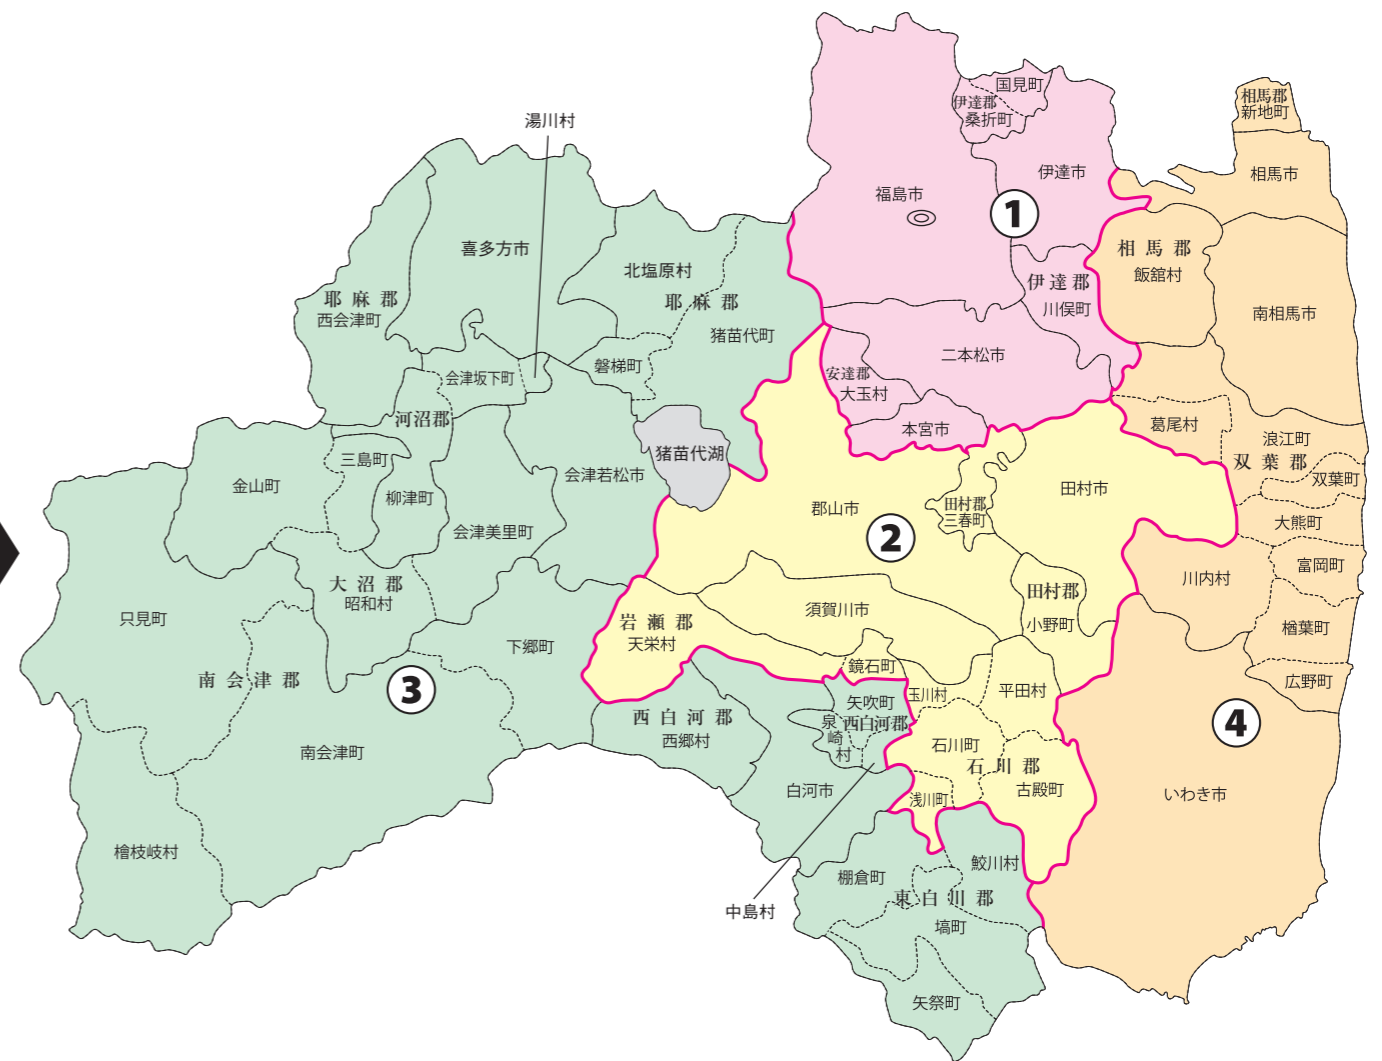 国見町
伊達郡
桑折町
伊達市
福島市
①
伊達郡
川俣町
二本松市
安達郡
大玉村
本宮市
相馬郡
新地町
相馬市
相馬郡
飯舘村
南相馬市
葛尾村
浪江町
双葉郡
双葉町
大熊町
富岡町
川内村
楢葉町
広野町
④
いわき市
湯川村
喜多方市
北塩原村
耶麻郡
猪苗代町
耶麻郡
西会津町
磐梯町
会津坂下町
河沼郡
猪苗代湖
会津若松市
三島町
柳津町
金山町
会津美里町
大沼郡
昭和村
只見町
下郷町
南会津郡
③
南会津町
檜枝岐村
郡山市
②
田村郡
三春町
田村市
田村郡
小野町
須賀川市
岩瀬郡
天栄村
鏡石町
玉川村
平田村
石川町
石川郡
古殿町
浅川町
西白河郡
西郷村
矢吹町
西白河郡
泉崎村
白河市
中島村
棚倉町
鮫川村
東白川郡
塙町
矢祭町